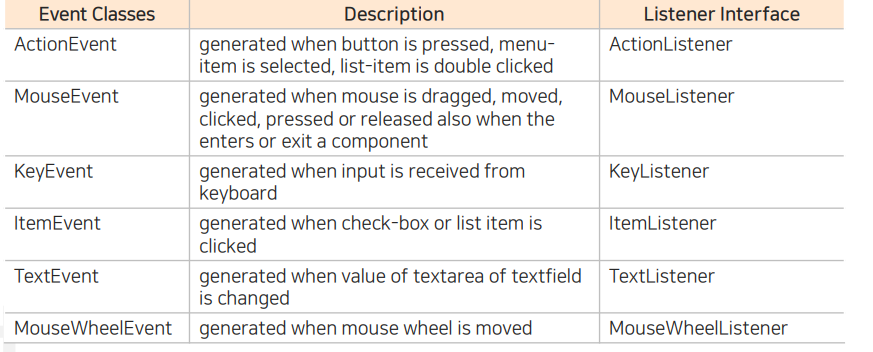 Event Classes Description Listener Interface
ActionEvent generated when button is pressed, menu- ActionListener
item is selected, list-item is double clicked
MouseEvent generated when mouse is dragged, moved, MouseListener
clicked, pressed or released also when the
enters or exit a component
KeyEvent generated when input is received from KeyListener
keyboard
ItemEvent generated when check-box or list item is ItemListener
clicked
TextEvent generated when value of textarea of textfield TextListener
is changed
MouseWheelEvent generated when mouse wheel is moved MouseWheelListener